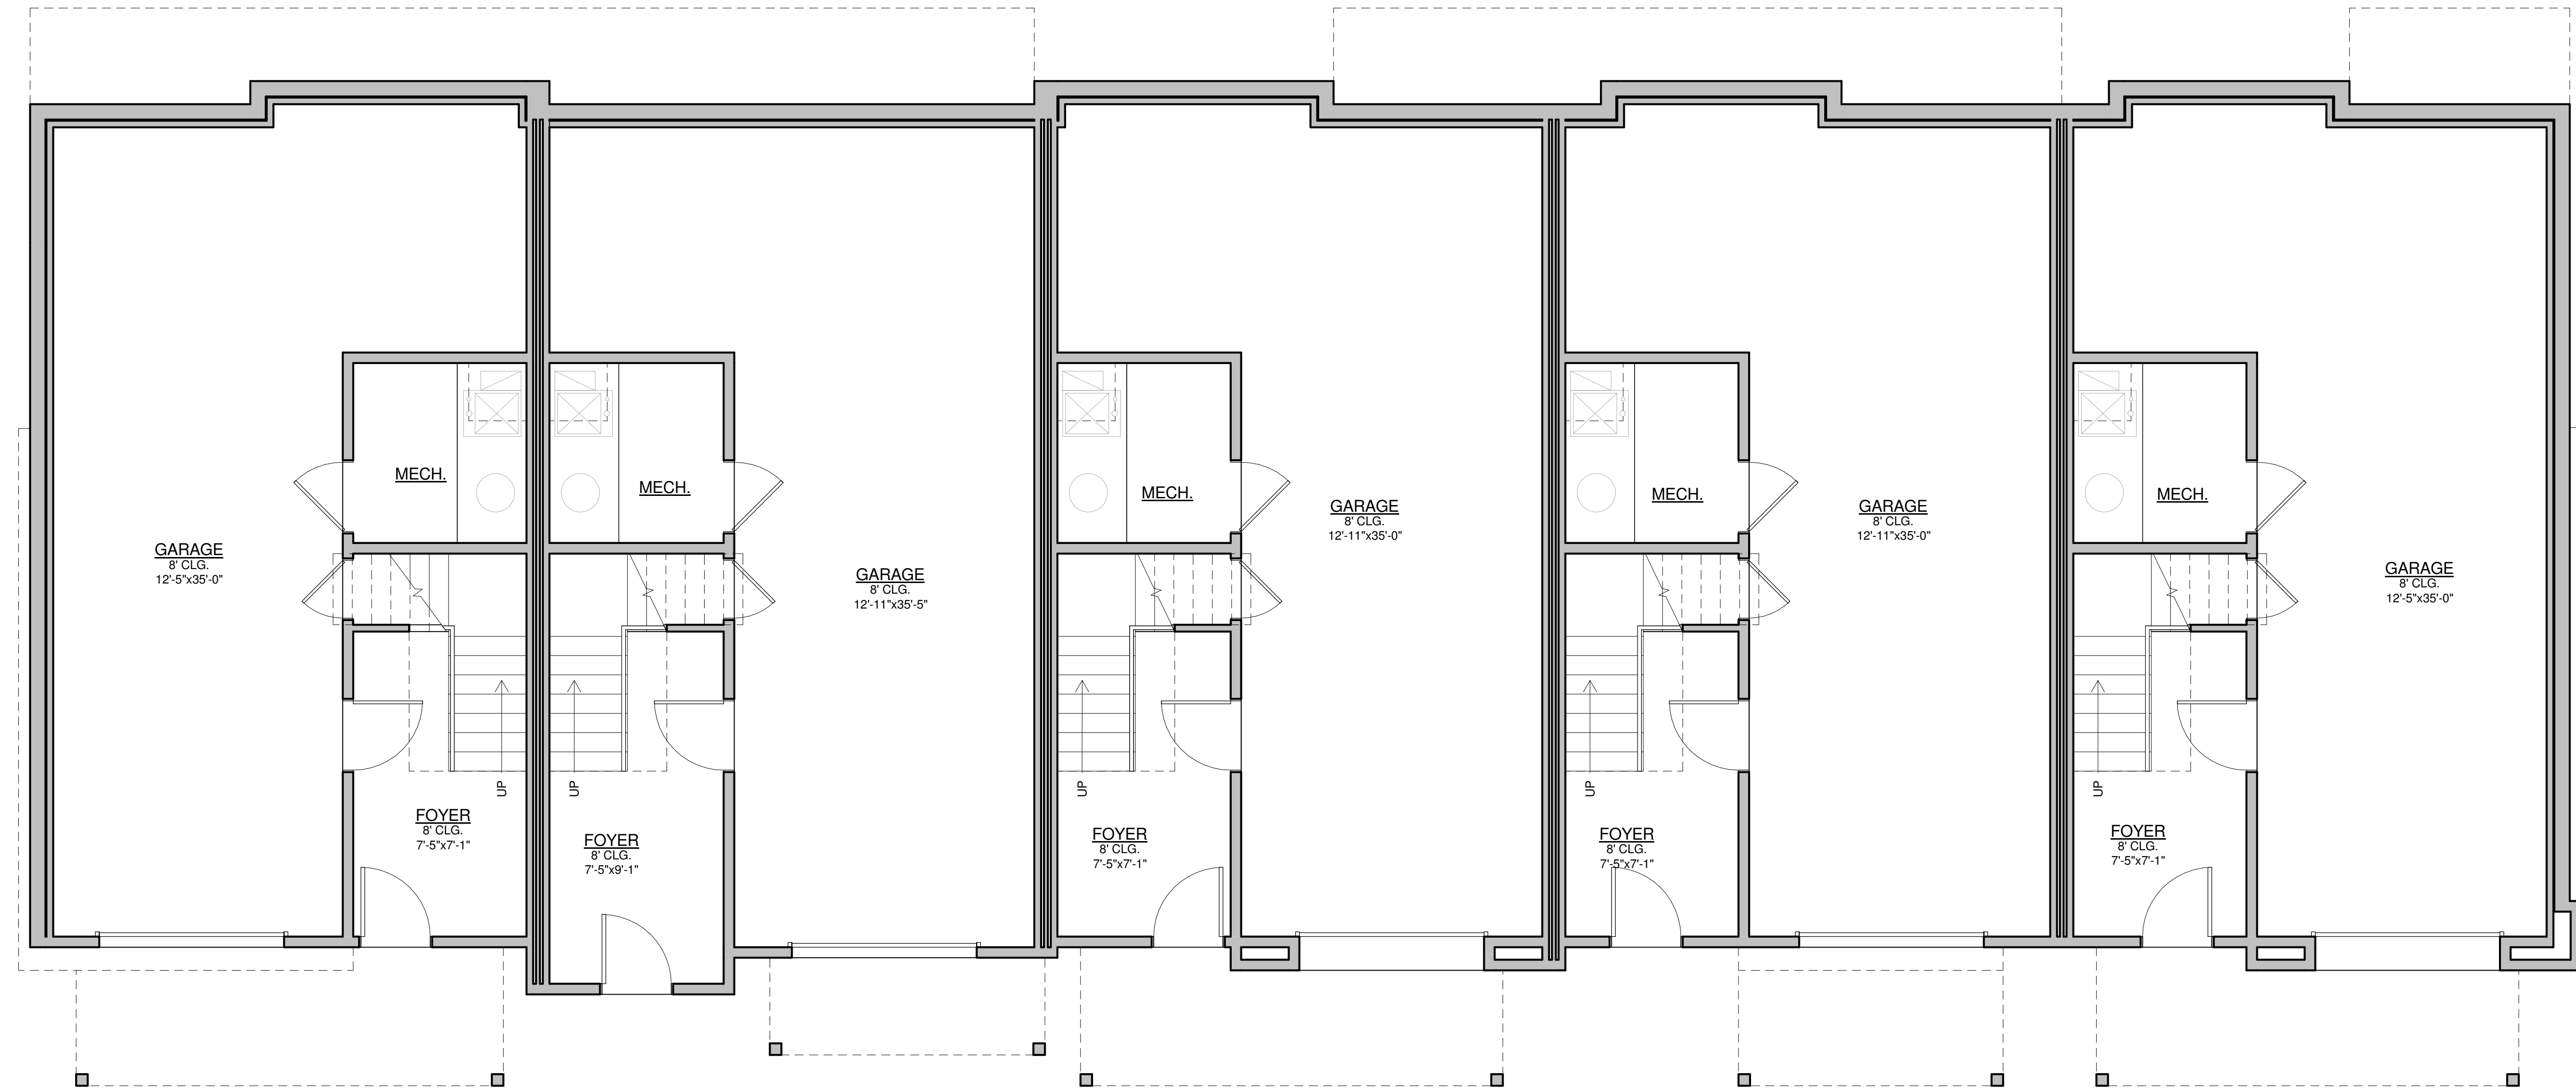 GARAGE
8' CLG.
12'-5"x35'-0"
MECH.
FOYER
8' CLG.
7'-5"x7'-1"
UP
MECH.
UP
FOYER
8' CLG.
7'-5"x9'-1"
GARAGE
8' CLG.
12'-11"x35'-5"
MECH.
UP
FOYER
8' CLG.
7'-5"x7'-1"
GARAGE
8' CLG.
12'-11"x35'-0"
MECH.
UP
FOYER
8' CLG.
7'-5"x7'-1"
GARAGE
8' CLG.
12'-11"x35'-0"
MECH.
UP
FOYER
8' CLG.
7'-5"x7'-1"
GARAGE
8' CLG.
12'-5"x35'-0"